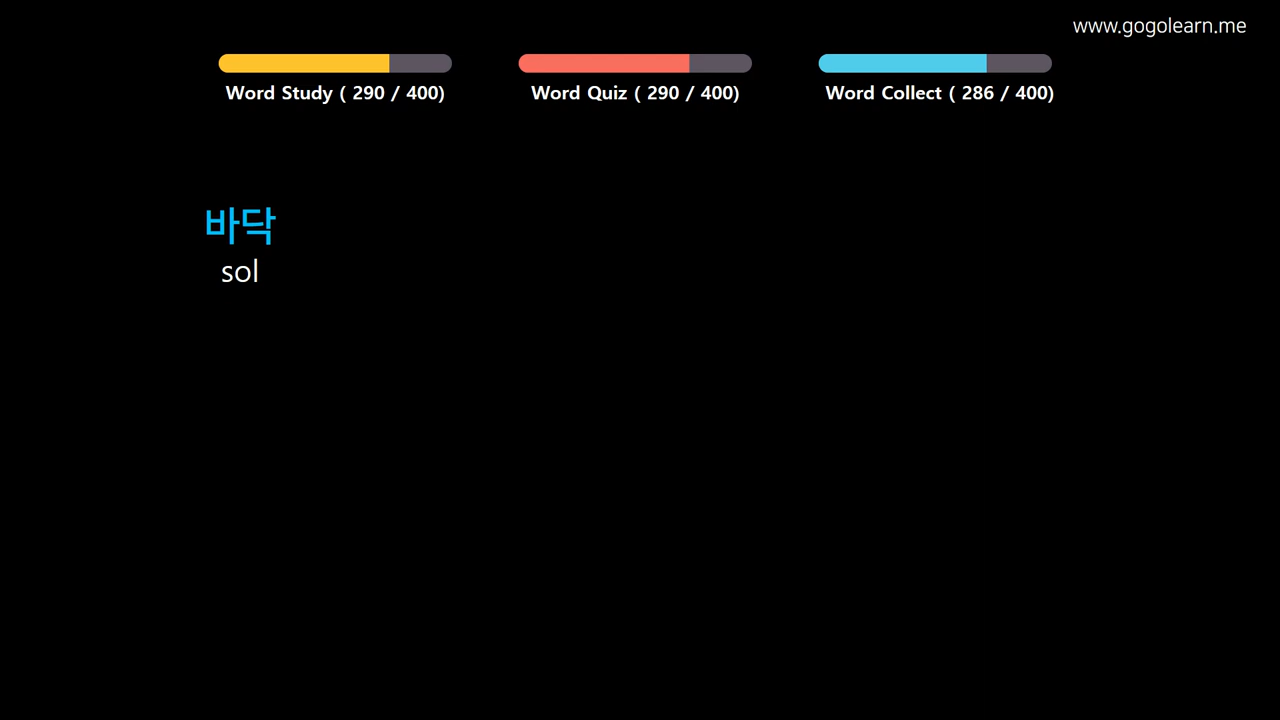 www.gogolearn.me
Word Study ( 290 / 400)
Word Quiz ( 290 / 400)
Word Collect ( 286 / 400)
바닥
sol